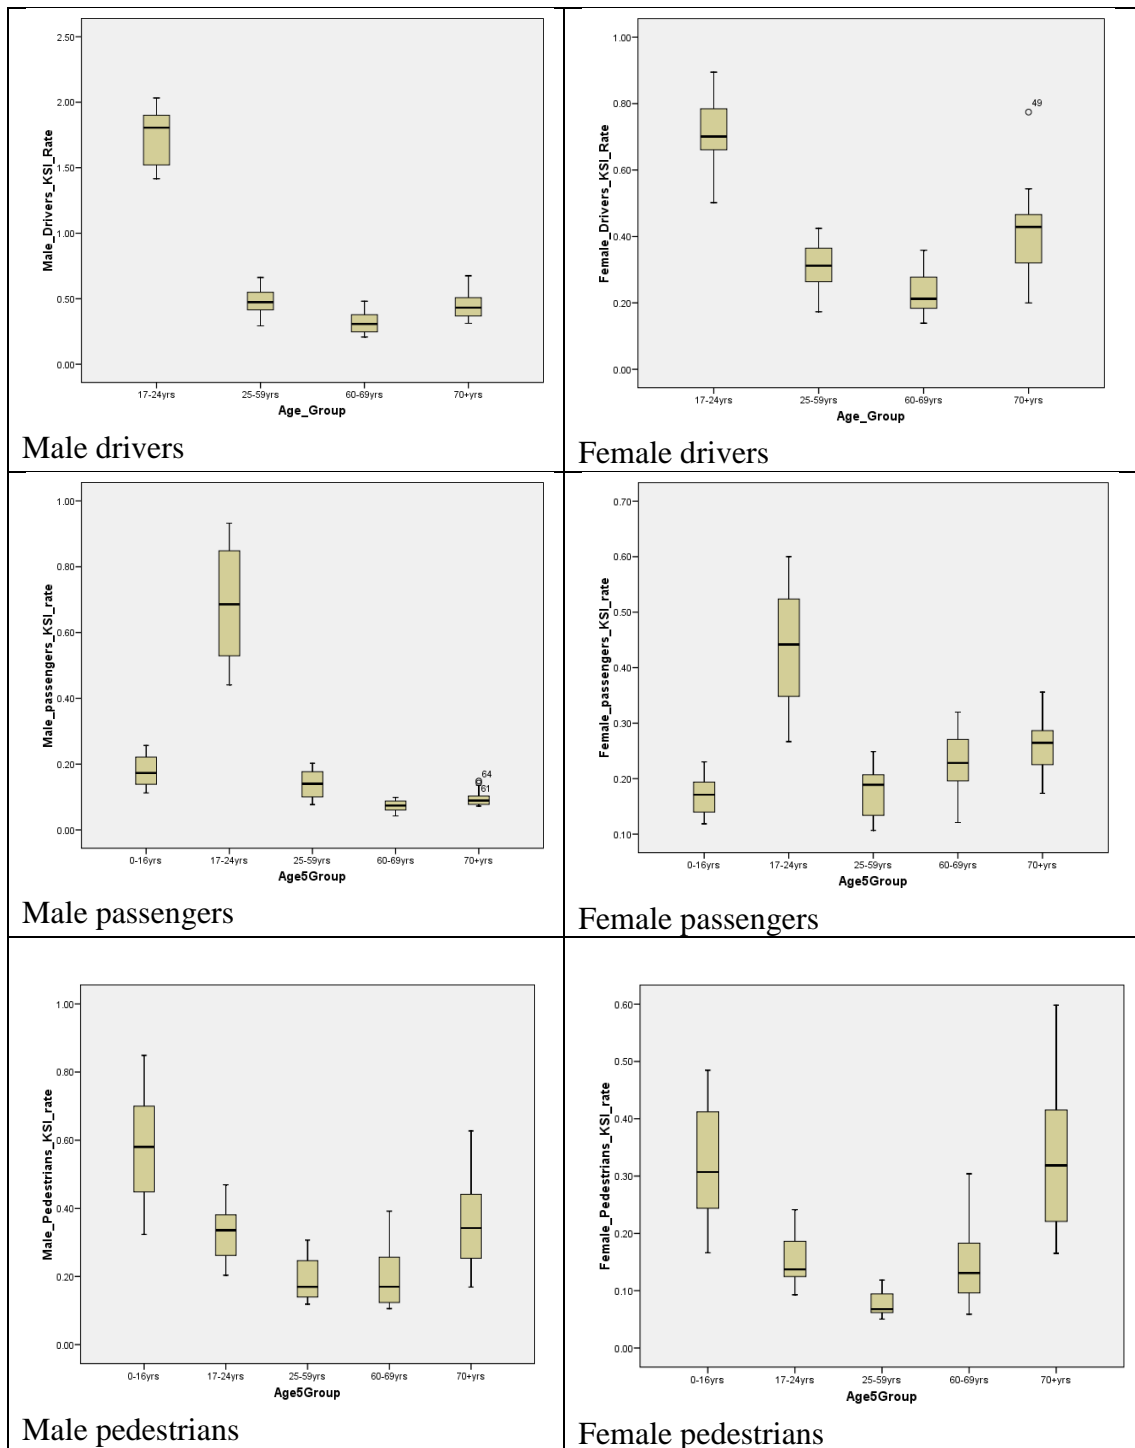 2.50
2.00
1.50
1.00
0.50
0.00
Male_Drivers_KSI_Rate
17-24yrs 25-59yrs 60-69yrs 70+yrs
Age_Group
Male drivers
1.00
0.80
0.60
0.40
0.20
0.00
Female_Drivers_KSI_Rate
49
17-24yrs 25-59yrs 60-69yrs 70+yrs
Age_Group
Female drivers
1.00
0.80
0.60
0.40
0.20
0.00
Male_passengers_KSI_rate
64
61
0-16yrs 17-24yrs 25-59yrs 60-69yrs 70+yrs
Age5Group
Male passengers
0.70
0.60
0.50
0.40
0.30
0.20
0.10
Female_passengers_KSI_rate
0-16yrs 17-24yrs 25-59yrs 60-69yrs 70+yrs
Age5Group
Female passengers
1.00
0.80
0.60
0.40
0.20
0.00
Male_Pedestrians_KSI_rate
0-16yrs 17-24yrs 25-59yrs 60-69yrs 70+yrs
Age5Group
Male pedestrians
0.60
0.50
0.40
0.30
0.20
0.10
0.00
Female_Pedestrians_KSI_rate
0-16yrs 17-24yrs 25-59yrs 60-69yrs 70+yrs
Age5Group
Female pedestrians